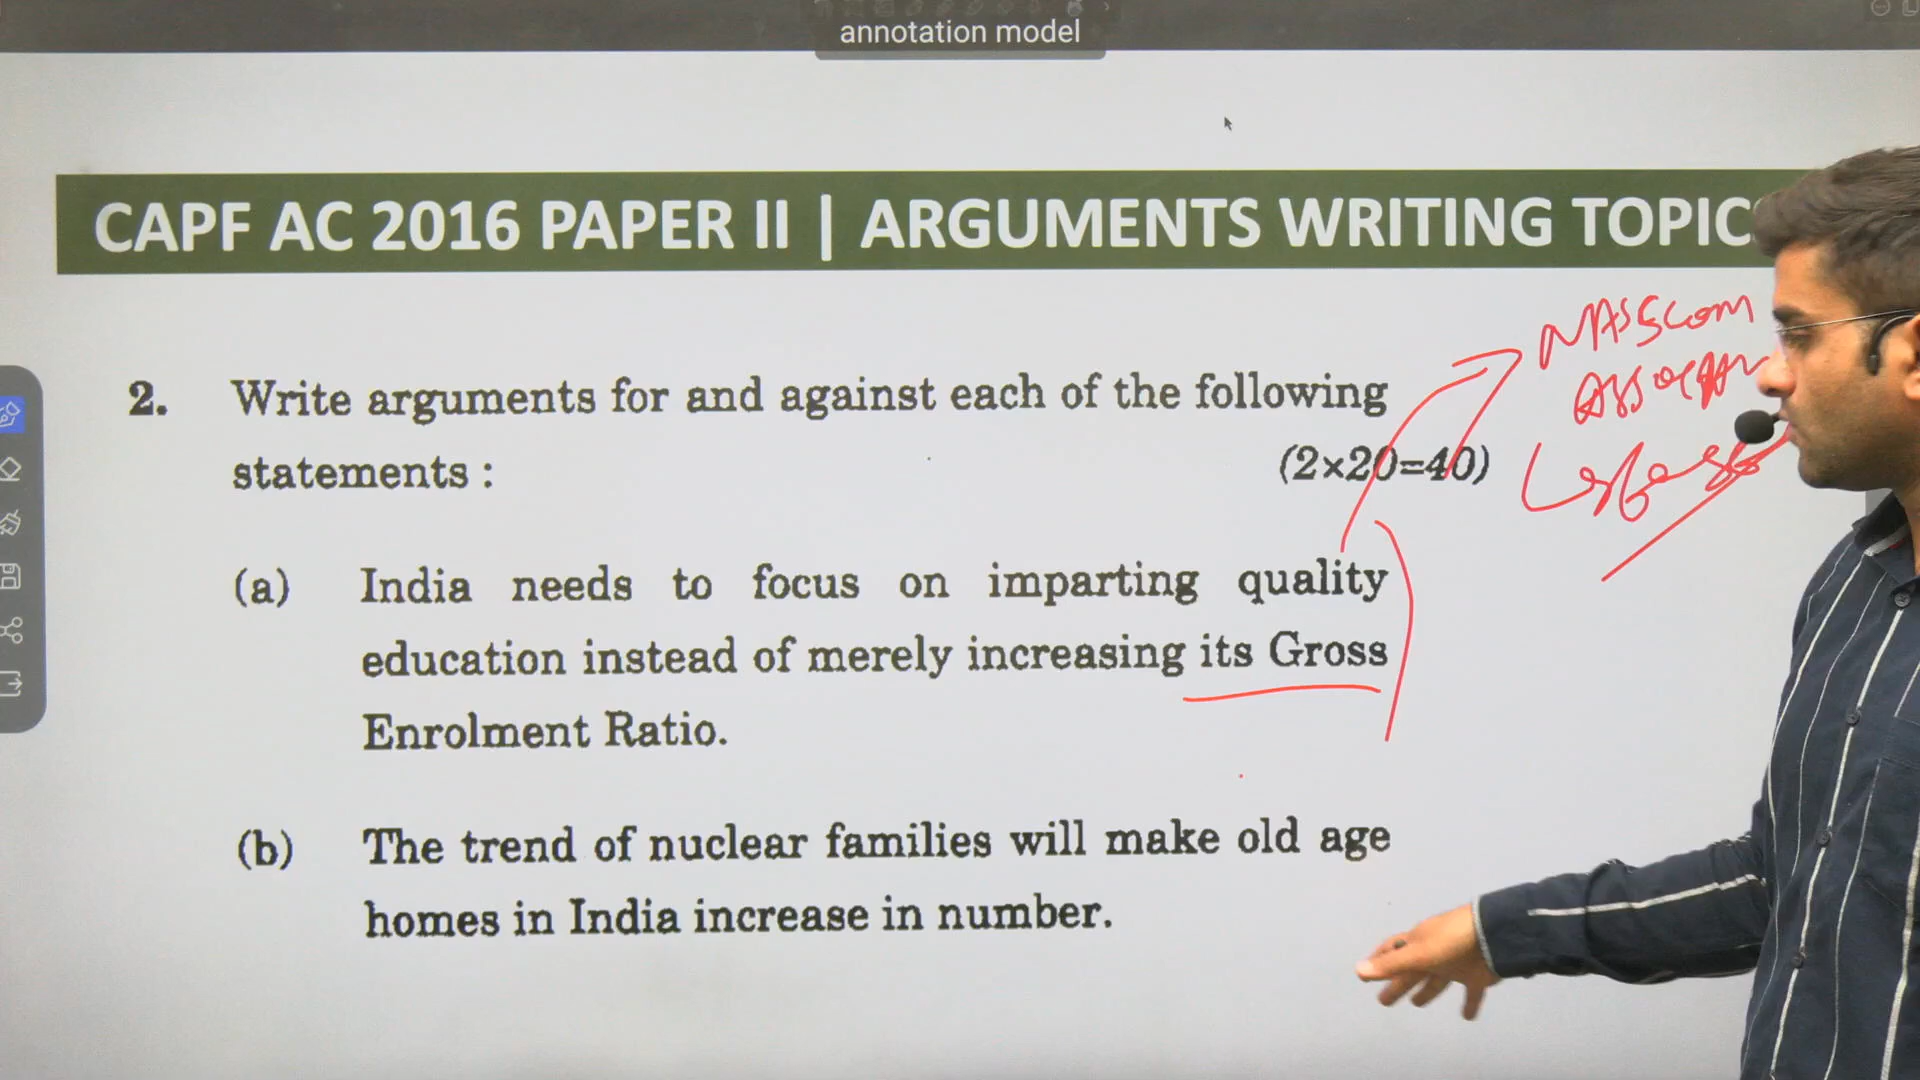 annotation model
CAPF AC 2016 PAPER II | ARGUMENTS WRITING TOPIC
NASSCOM
2. Write arguments for and against each of the following
statements :
(2×20=40)
(a) India needs to focus on imparting quality
education instead of merely increasing its Gross
Enrolment Ratio.
(b) The trend of nuclear families will make old age
homes in India increase in number.